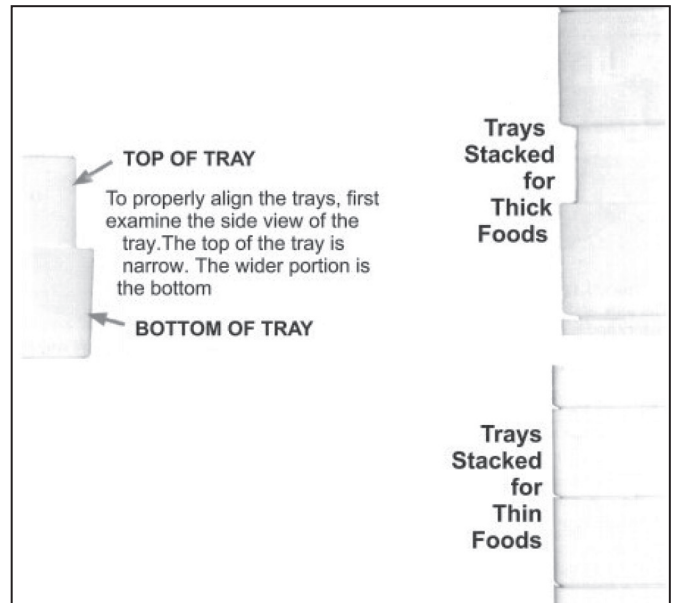 TOP OF TRAY
To properly align the trays, first
examine the side view of the
tray.The top of the tray is
narrow. The wider portion is
the bottom
BOTTOM OF TRAY
Trays
Stacked
for
Thick
Foods
Trays
Stacked
for
Thin
Foods